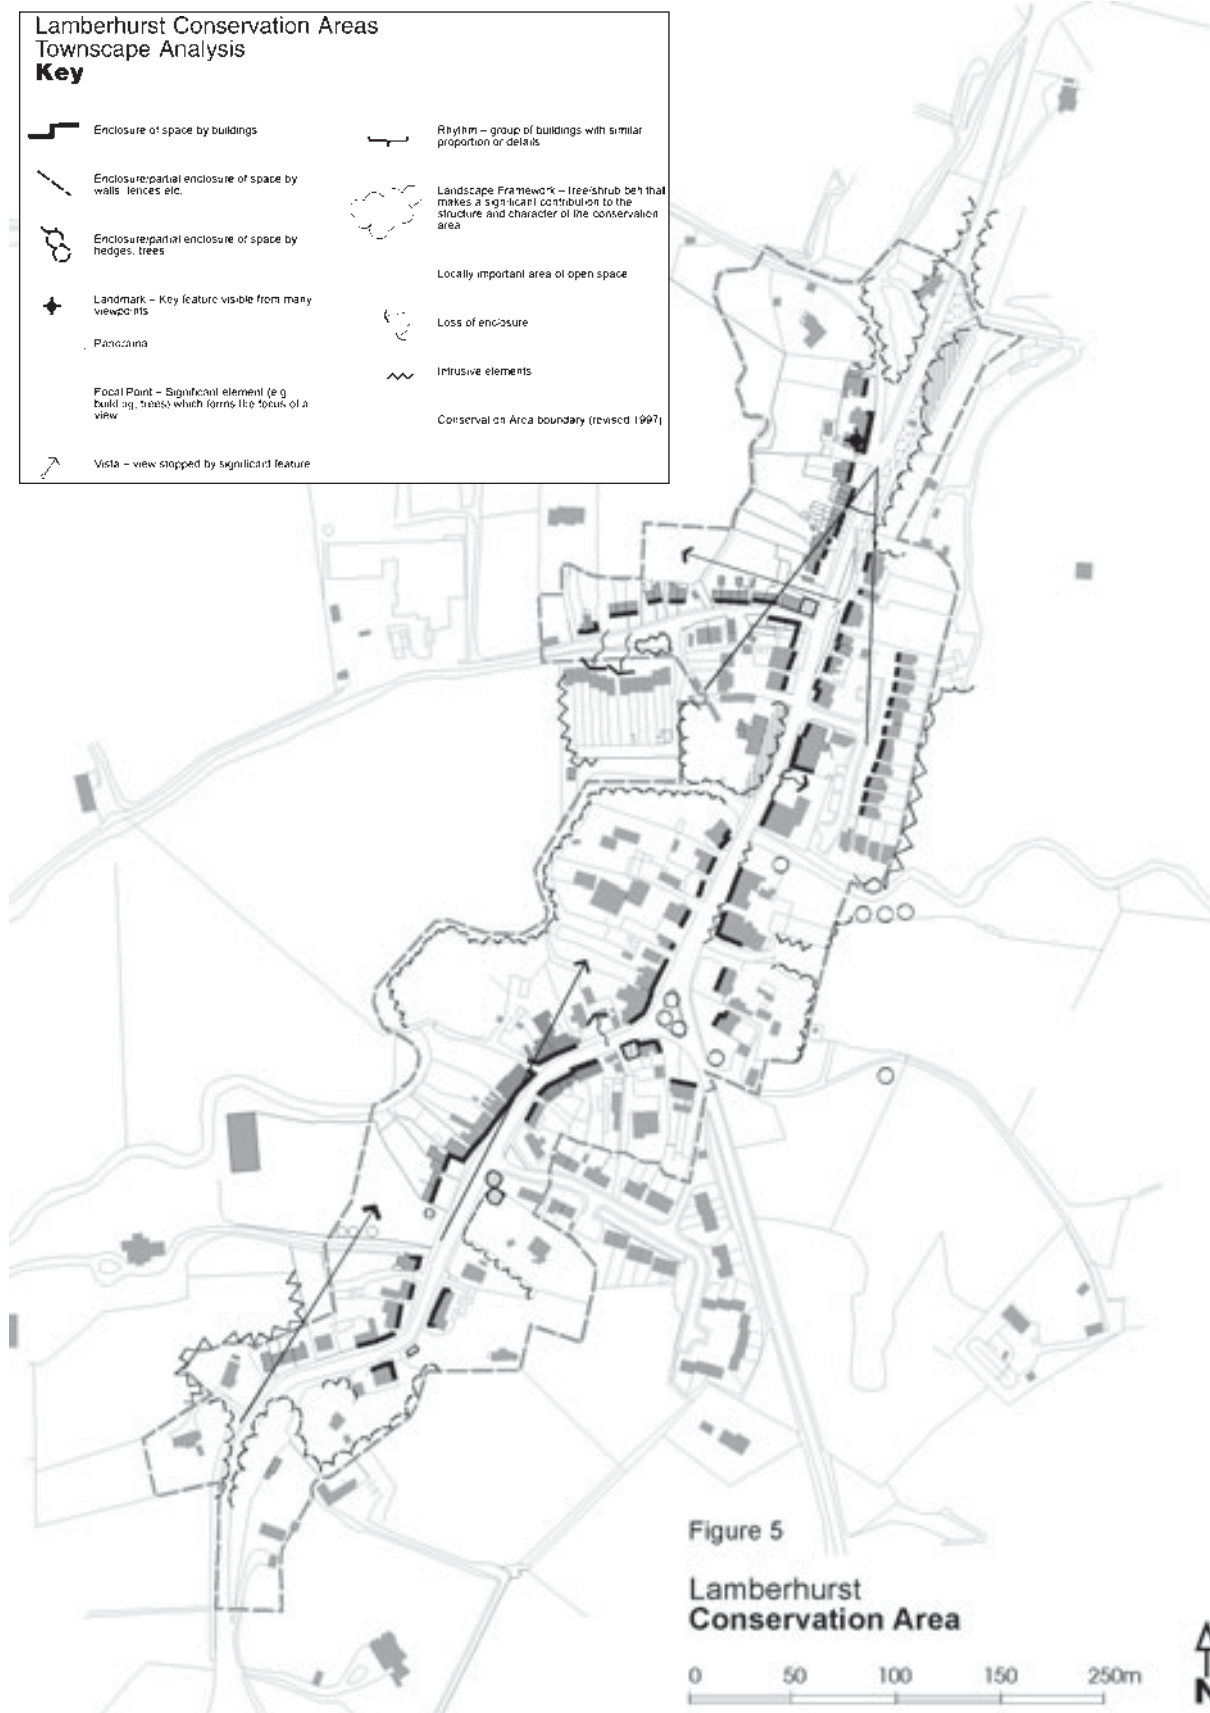 Lamberhurst Conservation Areas
Townscape Analysis
Key
Enclosure of space by buildings
Enclosure/partial enclosure of space by
walls, fences etc.
Enclosure/partial enclosure of space by
hedges, trees
Landmark – Key feature visible from many
viewpoints
Panorama
Focal Point – Significant element (e.g.
building, trees) which forms the focus of a
view
Vista – view stopped by significant feature
Rhythm – group of buildings with similar
proportion or details
Landscape Framework – tree/shrub belt that
makes a significant contribution to the
structure and character of the conservation
area
Locally important area of open space
Loss of enclosure
Intrusive elements
Conservation Area boundary (revised 1997)
Figure 5
Lamberhurst
Conservation Area
0 50 100 150 250m
N